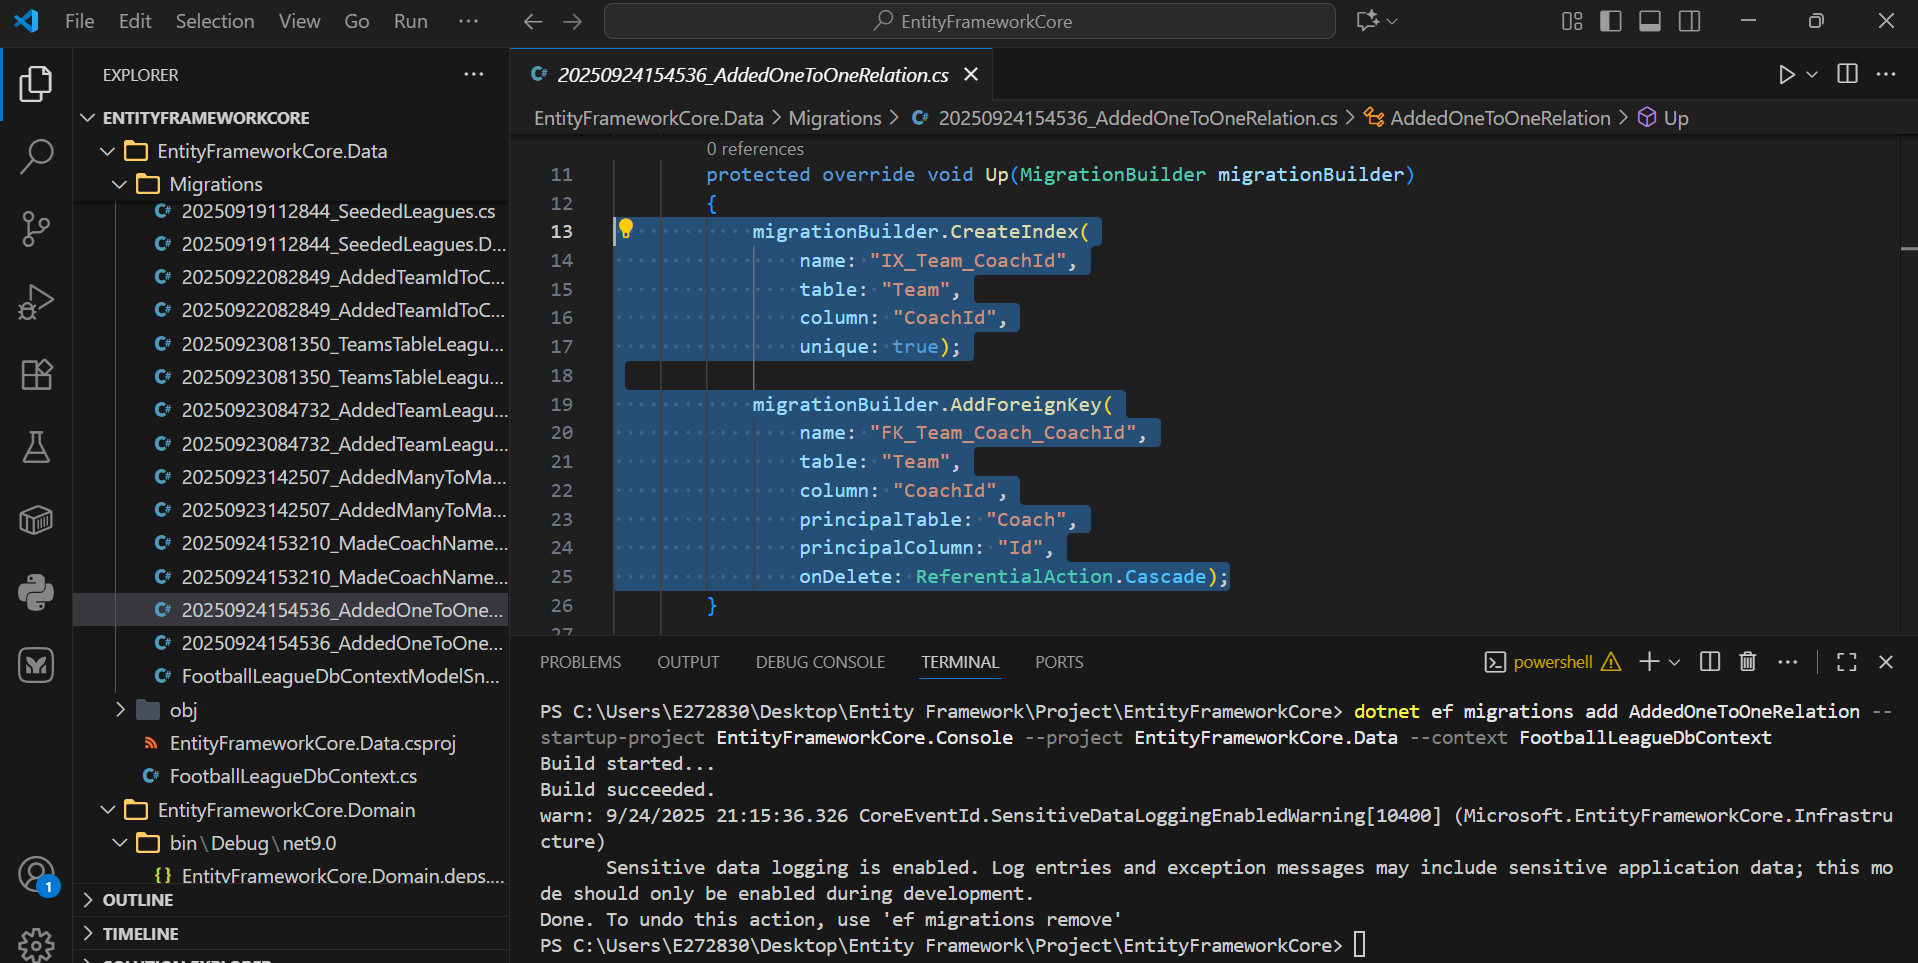 File Edit Selection View Go Run ···
EntityFrameworkCore
EXPLORER
ENTITYFRAMEWORKCORE
EntityFrameworkCore.Data
Migrations
20250919112844_SeededLeagues.cs
20250919112844_SeededLeagues.D...
20250922082849_AddedTeamIdToC...
20250922082849_AddedTeamIdToC...
20250923081350_TeamsTableLeagu...
20250923081350_TeamsTableLeagu...
20250923084732_AddedTeamLeagu...
20250923084732_AddedTeamLeagu...
20250923142507_AddedManyToMa...
20250923142507_AddedManyToMa...
20250924153210_MadeCoachName...
20250924153210_MadeCoachName...
20250924154536_AddedOneToOne...
20250924154536_AddedOneToOne...
FootballLeagueDbContextModelSn...
obj
EntityFrameworkCore.Data.csproj
FootballLeagueDbContext.cs
EntityFrameworkCore.Domain
bin\Debug\net9.0
{} EntityFrameworkCore.Domain.deps....
OUTLINE
TIMELINE
SOLUTION EXPLORER
1
20250924154536_AddedOneToOneRelation.cs
EntityFrameworkCore.Data > Migrations > 20250924154536_AddedOneToOneRelation.cs > AddedOneToOneRelation > Up
0 references
11 protected override void Up(MigrationBuilder migrationBuilder)
12 {
13 migrationBuilder.CreateIndex(
14 name: "IX_Team_CoachId",
15 table: "Team",
16 column: "CoachId",
17 unique: true);
18
19 migrationBuilder.AddForeignKey(
20 name: "FK_Team_Coach_CoachId",
21 table: "Team",
22 column: "CoachId",
23 principalTable: "Coach",
24 principalColumn: "Id",
25 onDelete: ReferentialAction.Cascade);
26 }
27
PROBLEMS OUTPUT DEBUG CONSOLE TERMINAL PORTS
powershell
PS C:\Users\E272830\Desktop\Entity Framework\Project\EntityFrameworkCore> dotnet ef migrations add AddedOneToOneRelation --
startup-project EntityFrameworkCore.Console --project EntityFrameworkCore.Data --context FootballLeagueDbContext
Build started...
Build succeeded.
warn: 9/24/2025 21:15:36.326 CoreEventId.SensitiveDataLoggingEnabledWarning[10400] (Microsoft.EntityFrameworkCore.Infrastru
cture)
Sensitive data logging is enabled. Log entries and exception messages may include sensitive application data; this mo
de should only be enabled during development.
Done. To undo this action, use 'ef migrations remove'
PS C:\Users\E272830\Desktop\Entity Framework\Project\EntityFrameworkCore>